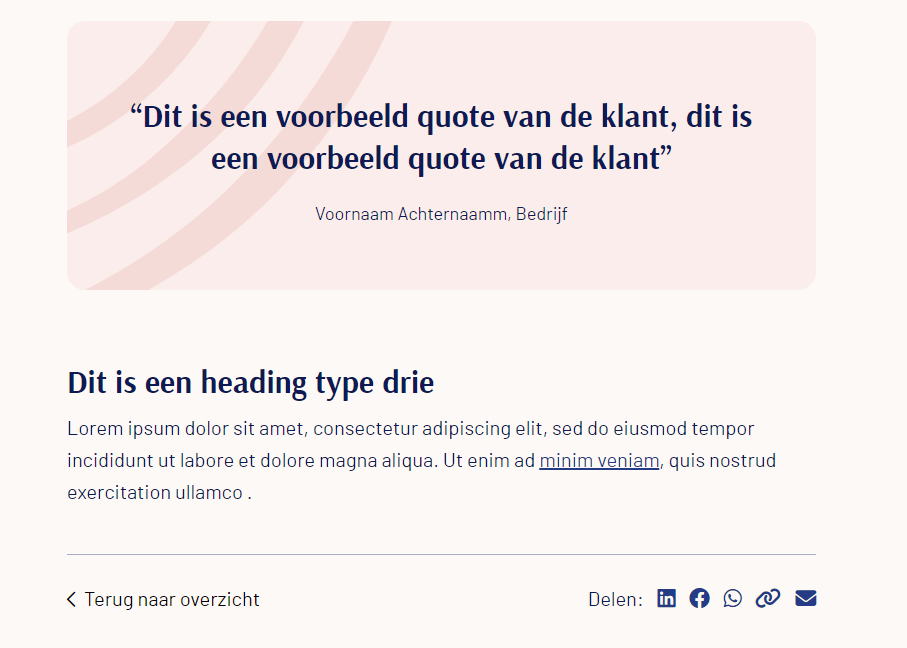 “Dit is een voorbeeld quote van de klant, dit is
een voorbeeld quote van de klant”
Voornaam Achternaamm, Bedrijf
Dit is een heading type drie
Lorem ipsum dolor sit amet, consectetur adipiscing elit, sed do eiusmod tempor
incididunt ut labore et dolore magna aliqua. Ut enim ad minim veniam, quis nostrud
exercitation ullamco .
Terug naar overzicht
Delen: